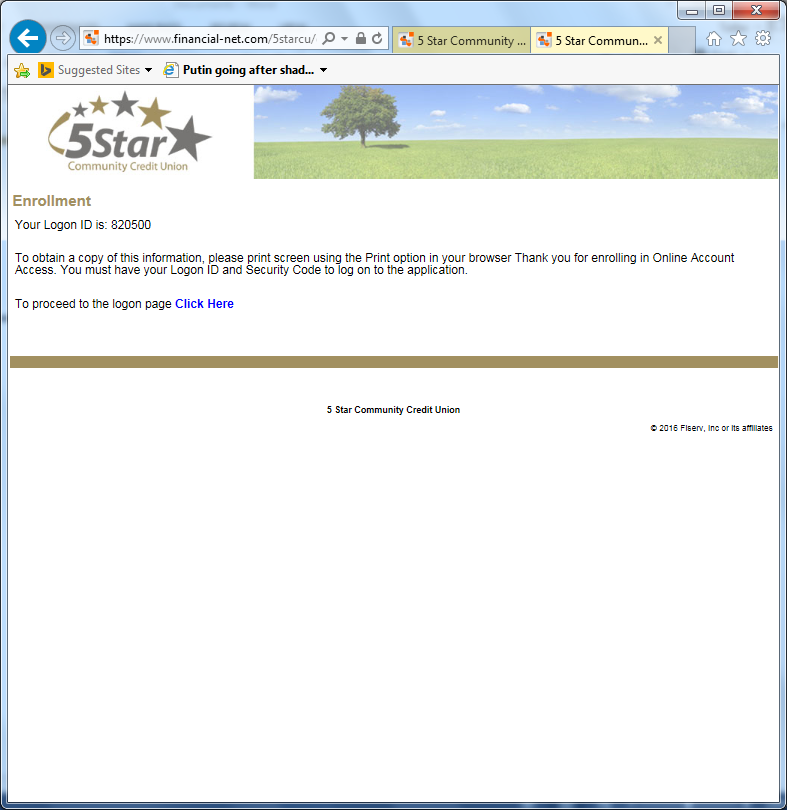 https://www.financial-net.com/5starcu/
5 Star Community ...
5 Star Commun...
Suggested Sites
Putin going after shad...
5Star
Community Credit Union
Enrollment
Your Logon ID is: 820500
To obtain a copy of this information, please print screen using the Print option in your browser Thank you for enrolling in Online Account
Access. You must have your Logon ID and Security Code to log on to the application.
To proceed to the logon page Click Here
5 Star Community Credit Union
© 2016 Fiserv, Inc or its affiliates